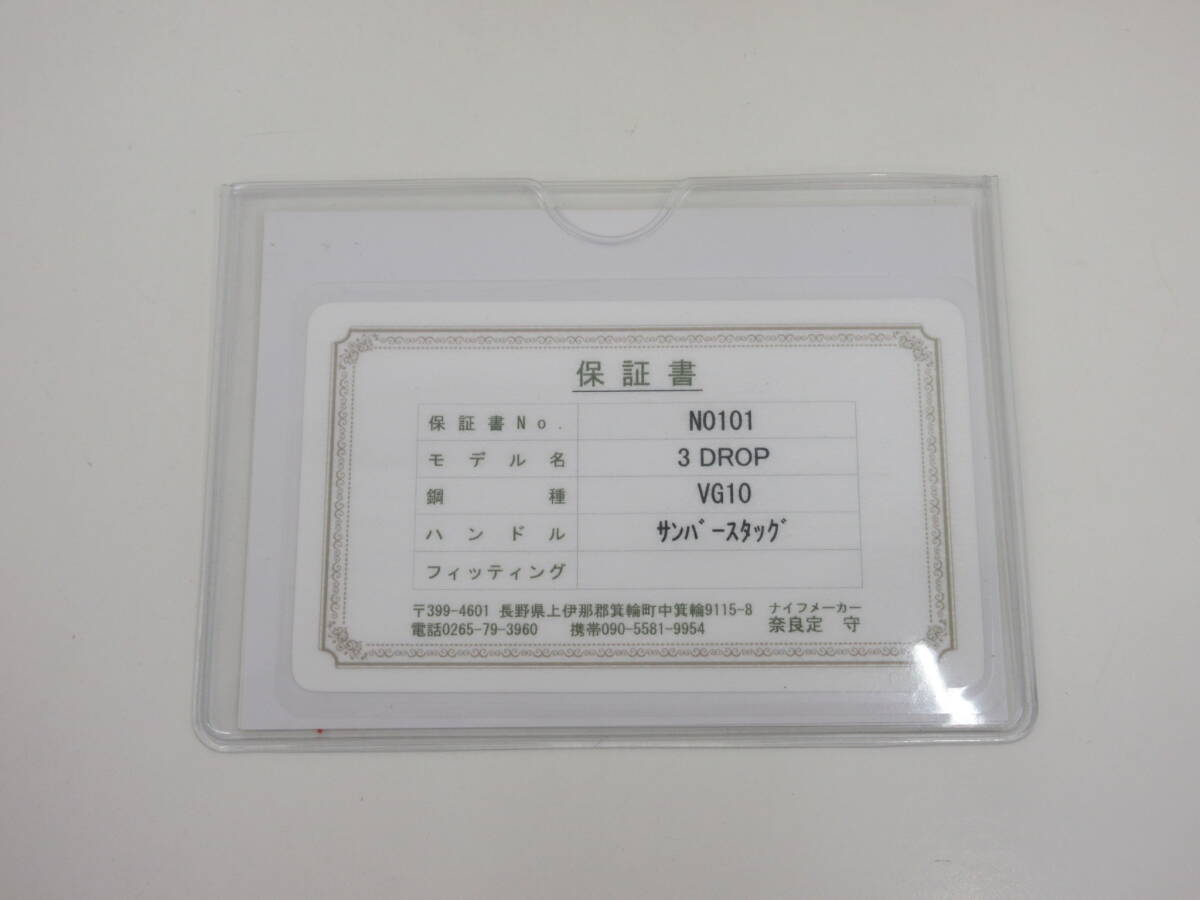 保証書
保証書No. N0101
モデル名 3 DROP
鋼種 VG10
ハンドル ｻﾝﾊﾞｰｽﾀｯｸﾞ
フィッティング
〒399-4601 長野県上伊那郡箕輪町中箕輪9115-8 ナイフメーカー
電話0265-79-3960 携帯090-5581-9954 奈良定 守